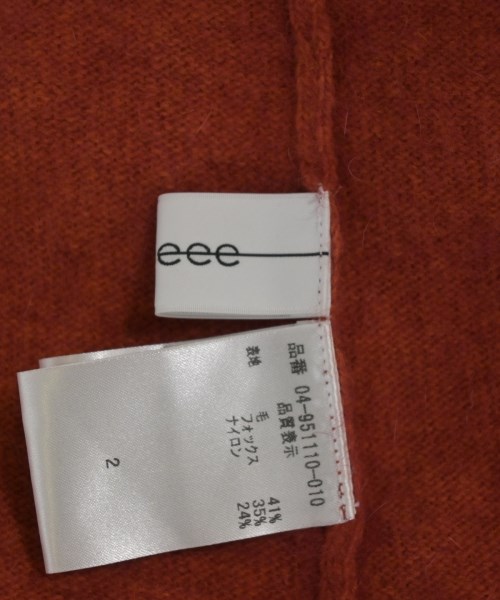 eee
品番 04-951110-010
品質表示
表地
毛 41%
フォックス 35%
ナイロン 24%
2